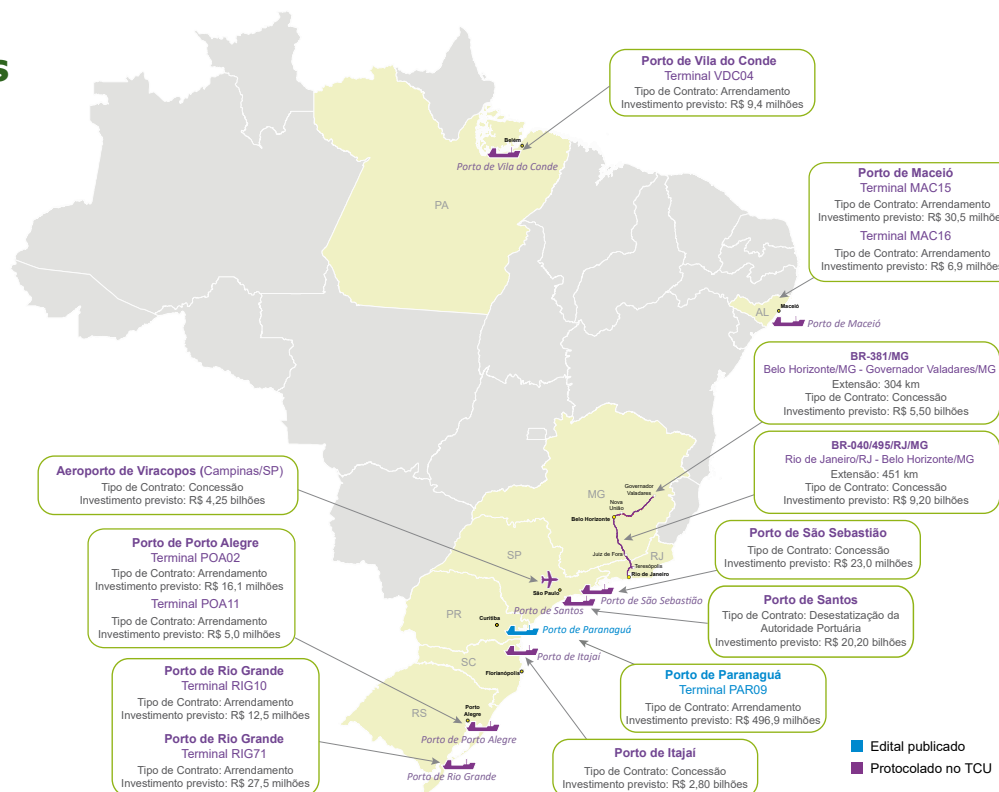 s
Porto de Vila do Conde
Terminal VDC04
Tipo de Contrato: Arrendamento
Investimento previsto: R$ 9,4 milhões
Belém
Porto de Vila do Conde
PA
Porto de Maceió
Terminal MAC15
Tipo de Contrato: Arrendamento
Investimento previsto: R$ 30,5 milhõe
Terminal MAC16
Tipo de Contrato: Arrendamento
Investimento previsto: R$ 6,9 milhõe
AL
Maceió
Porto de Maceió
BR-381/MG
Belo Horizonte/MG - Governador Valadares/MG
Extensão: 304 km
Tipo de Contrato: Concessão
Investimento previsto: R$ 5,50 bilhões
BR-040/495/RJ/MG
Rio de Janeiro/RJ - Belo Horizonte/MG
Extensão: 451 km
Tipo de Contrato: Concessão
Investimento previsto: R$ 9,20 bilhões
Aeroporto de Viracopos (Campinas/SP)
Tipo de Contrato: Concessão
Investimento previsto: R$ 4,25 bilhões
MG
Governador
Valadares
Nova
União
Belo Horizonte
Juiz de Fora
RJ
Teresópolis
Rio de Janeiro
SP
São Paulo
Porto de São Sebastião
Porto de Santos
Porto de São Sebastião
Tipo de Contrato: Concessão
Investimento previsto: R$ 23,0 milhões
Porto de Porto Alegre
Terminal POA02
Tipo de Contrato: Arrendamento
Investimento previsto: R$ 16,1 milhões
Terminal POA11
Tipo de Contrato: Arrendamento
Investimento previsto: R$ 5,0 milhões
PR
Curitiba
Porto de Paranaguá
Porto de Itajaí
SC
Florianópolis
Porto de Santos
Tipo de Contrato: Desestatização da
Autoridade Portuária
Investimento previsto: R$ 20,20 bilhões
Porto de Paranaguá
Terminal PAR09
Tipo de Contrato: Arrendamento
Investimento previsto: R$ 496,9 milhões
Porto de Rio Grande
Terminal RIG10
Tipo de Contrato: Arrendamento
Investimento previsto: R$ 12,5 milhões
Porto de Rio Grande
Terminal RIG71
Tipo de Contrato: Arrendamento
Investimento previsto: R$ 27,5 milhões
RS
Porto
Alegre
Porto de Porto Alegre
Porto de Rio Grande
Porto de Itajaí
Tipo de Contrato: Concessão
Investimento previsto: R$ 2,80 bilhões
Edital publicado
Protocolado no TCU